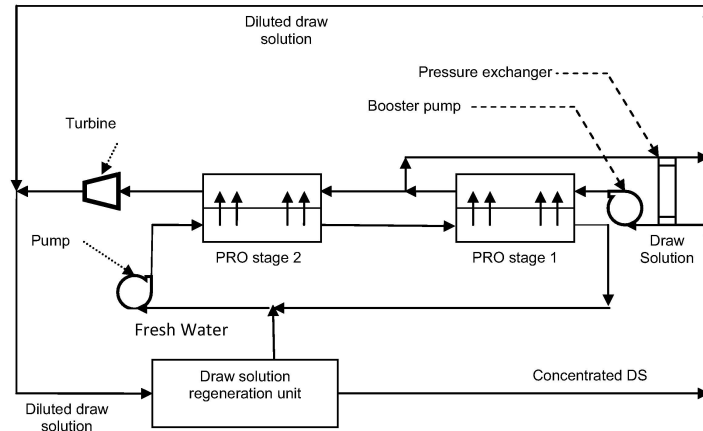 Diluted draw
solution
Pressure exchanger
Booster pump
Turbine
Pump
PRO stage 2
PRO stage 1
Draw
Solution
Fresh Water
Draw solution
regeneration unit
Concentrated DS
Diluted draw
solution